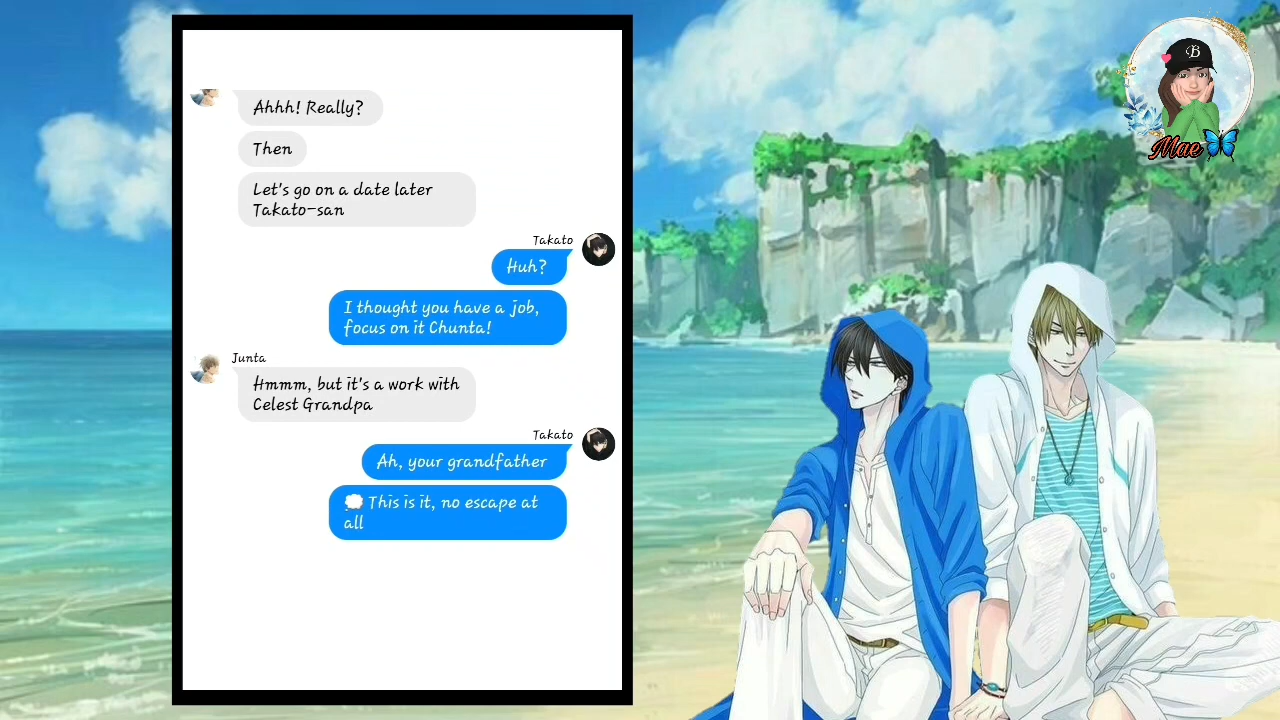 Ahhh! Really?
Then
Let's go on a date later
Takato-san
Takato
Huh?
I thought you have a job,
focus on it Chunta!
Junta
Hmmm, but it's a work with
Celest Grandpa
Takato
Ah, your grandfather
💭 This is it, no escape at
all
B
Mae